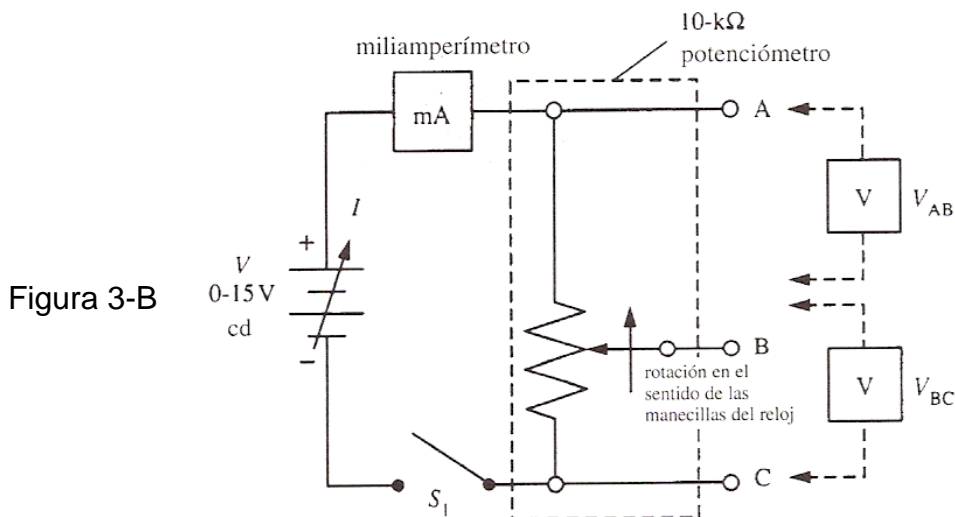 10-kΩ
potenciómetro
miliamperímetro
mA
A
V
V_AB
I
+
V
0-15 V
cd
-
Figura 3-B
B
rotación en el
sentido de las
manecillas del reloj
V
V_BC
C
S_1